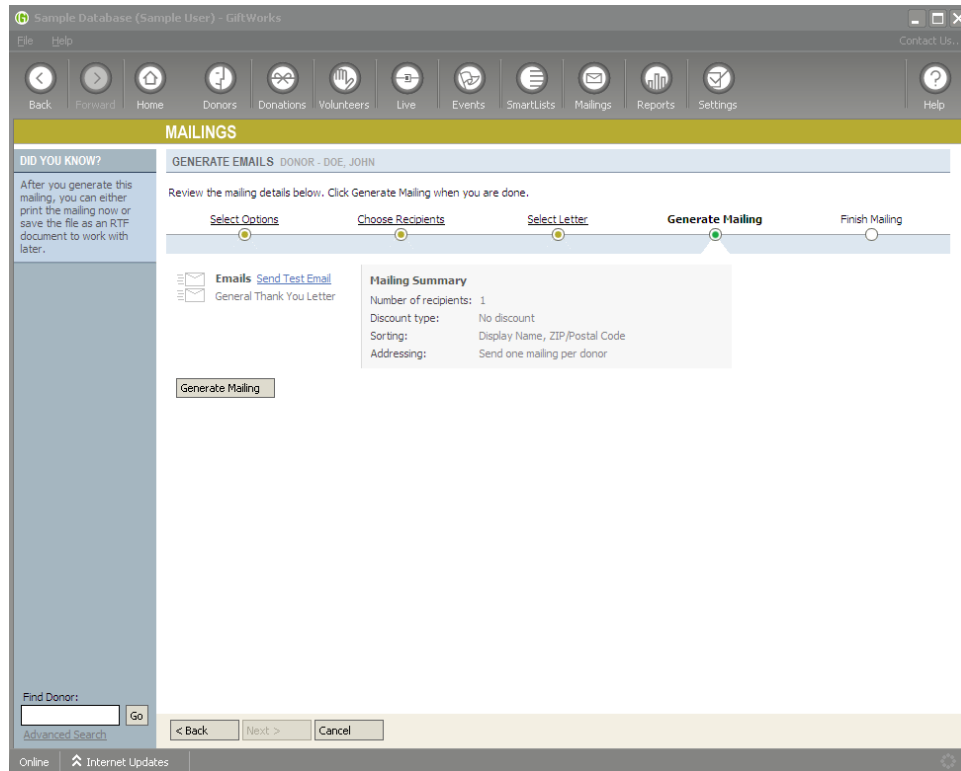 Sample Database (Sample User) - GiftWorks
File Help Contact Us...
Back Forward Home Donors Donations Volunteers Live Events SmartLists Mailings Reports Settings Help
MAILINGS
DID YOU KNOW?
After you generate this
mailing, you can either
print the mailing now or
save the file as an RTF
document to work with
later.
GENERATE EMAILS DONOR - DOE, JOHN
Review the mailing details below. Click Generate Mailing when you are done.
Select Options Choose Recipients Select Letter Generate Mailing Finish Mailing
Emails Send Test Email
General Thank You Letter
Mailing Summary
Number of recipients: 1
Discount type: No discount
Sorting: Display Name, ZIP/Postal Code
Addressing: Send one mailing per donor
Generate Mailing
Find Donor:
Go
Advanced Search
< Back Next > Cancel
Online Internet Updates